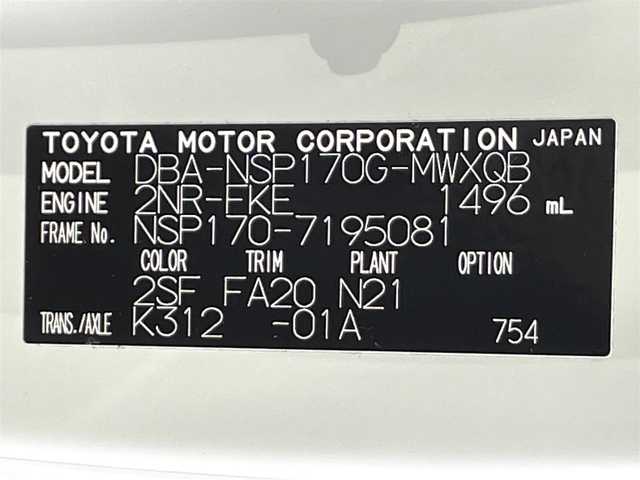 TOYOTA MOTOR CORPORATION JAPAN
MODEL DBA-NSP170G-MWXQB
ENGINE 2NR-FKE 1496 mL
FRAME No. NSP170-7195081
COLOR TRIM PLANT OPTION
2SF FA20 N21
TRANS./AXLE K312 -01A 754